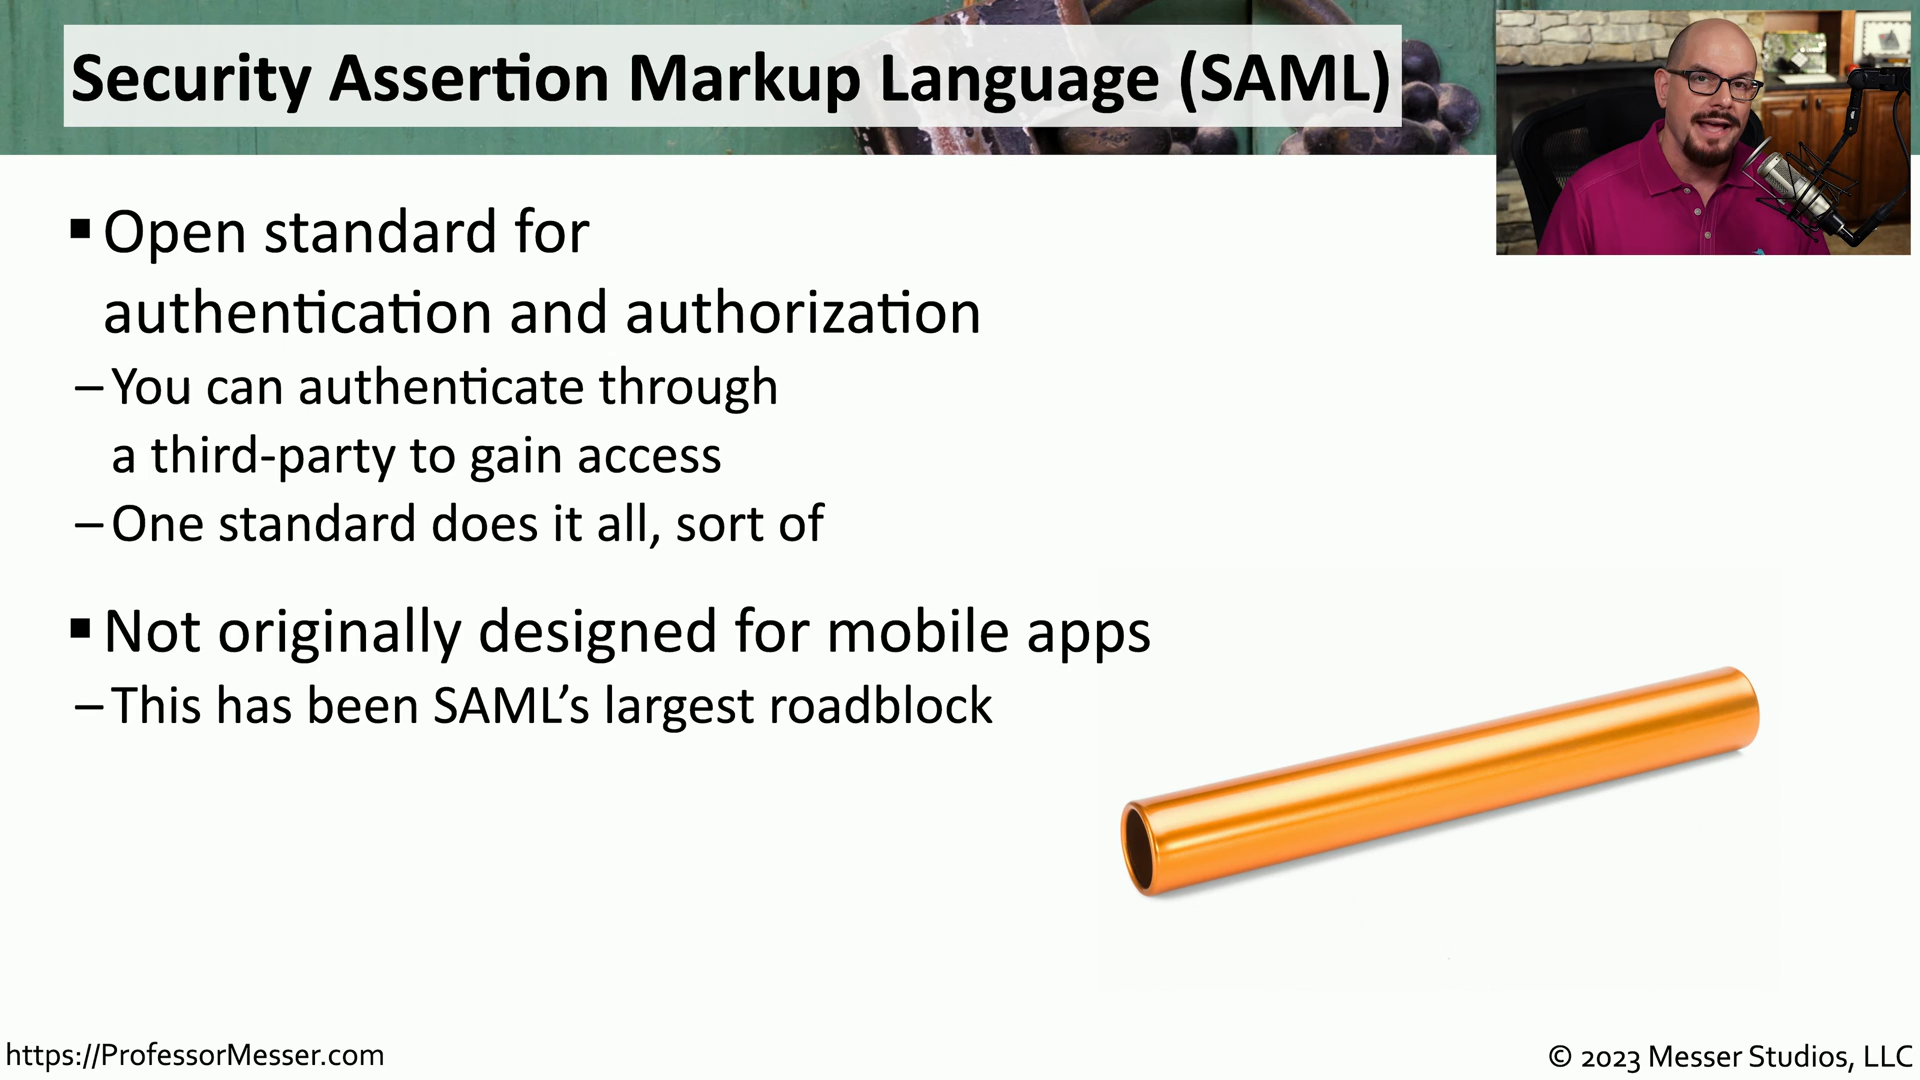 Security Assertion Markup Language (SAML)
▪ Open standard for
authentication and authorization
– You can authenticate through
a third-party to gain access
– One standard does it all, sort of
▪ Not originally designed for mobile apps
– This has been SAML’s largest roadblock
https://ProfessorMesser.com
© 2023 Messer Studios, LLC